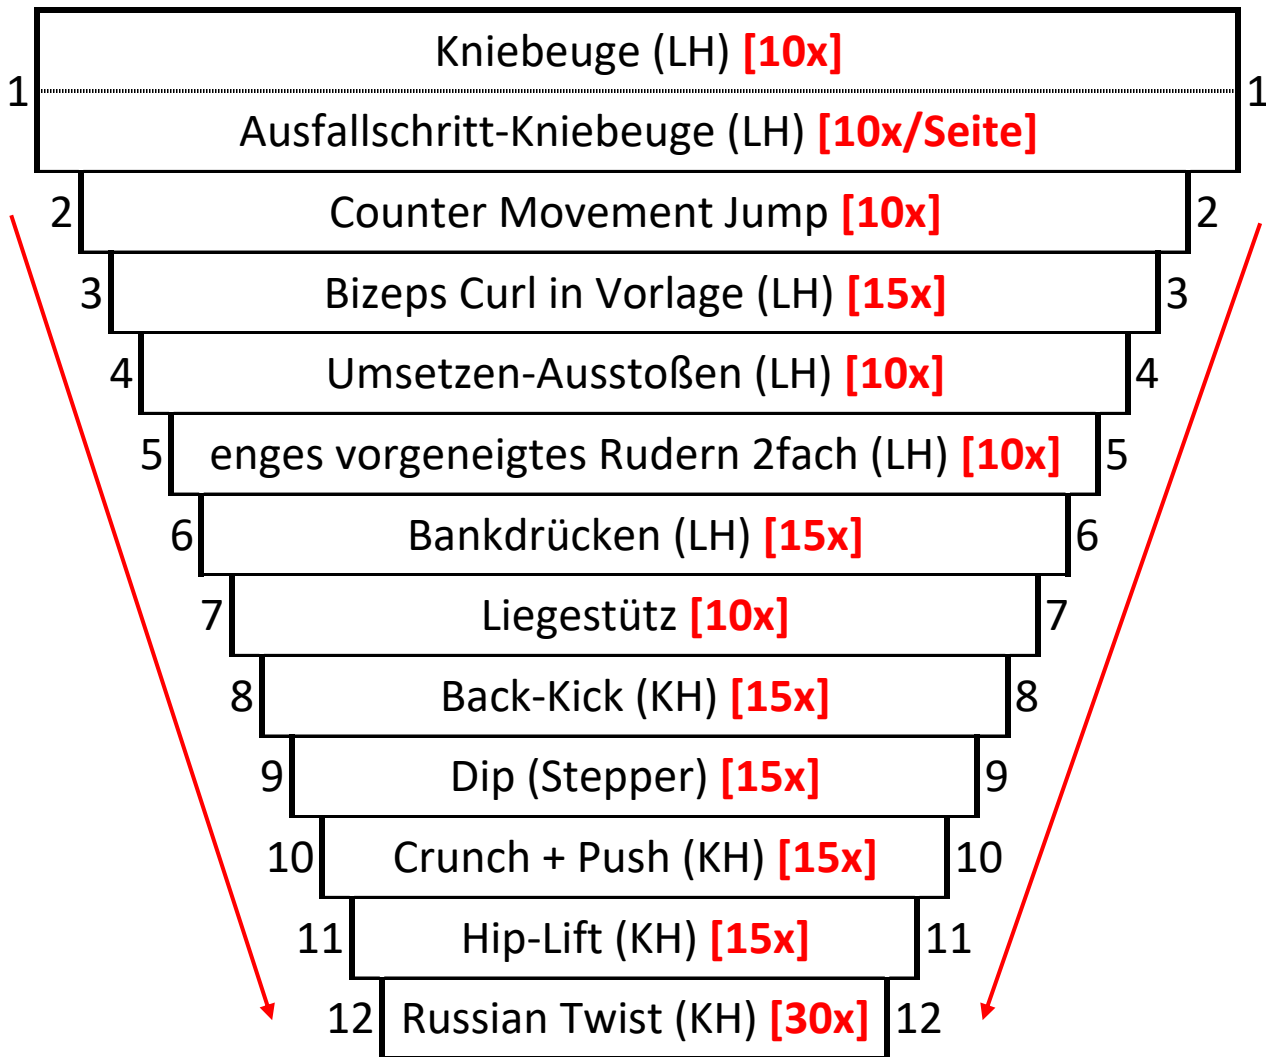 Kniebeuge (LH) [10x]
1 1
Ausfallschritt-Kniebeuge (LH) [10x/Seite]
2 Counter Movement Jump [10x] 2
3 Bizeps Curl in Vorlage (LH) [15x] 3
4 Umsetzen-Ausstoßen (LH) [10x] 4
5 enges vorgeneigtes Rudern 2fach (LH) [10x] 5
6 Bankdrücken (LH) [15x] 6
7 Liegestütz [10x] 7
8 Back-Kick (KH) [15x] 8
9 Dip (Stepper) [15x] 9
10 Crunch + Push (KH) [15x] 10
11 Hip-Lift (KH) [15x] 11
12 Russian Twist (KH) [30x] 12